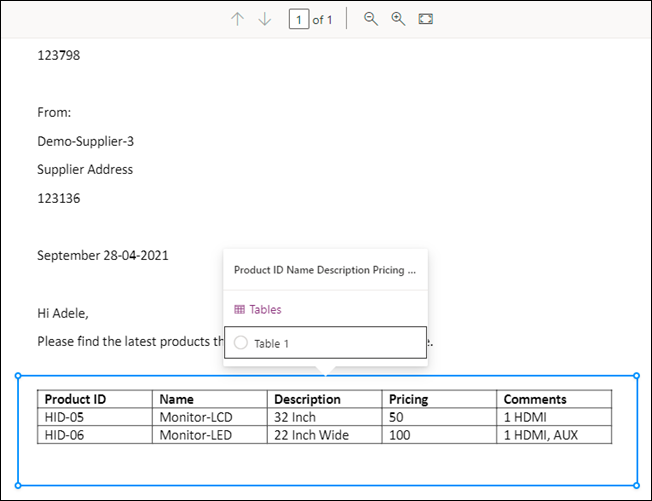 1 of 1
123798
From:
Demo-Supplier-3
Supplier Address
123136
September 28-04-2021
Product ID Name Description Pricing ...
Tables
Table 1
Hi Adele,
Please find the latest products th e.
Product ID Name Description Pricing Comments
HID-05 Monitor-LCD 32 Inch 50 1 HDMI
HID-06 Monitor-LED 22 Inch Wide 100 1 HDMI, AUX